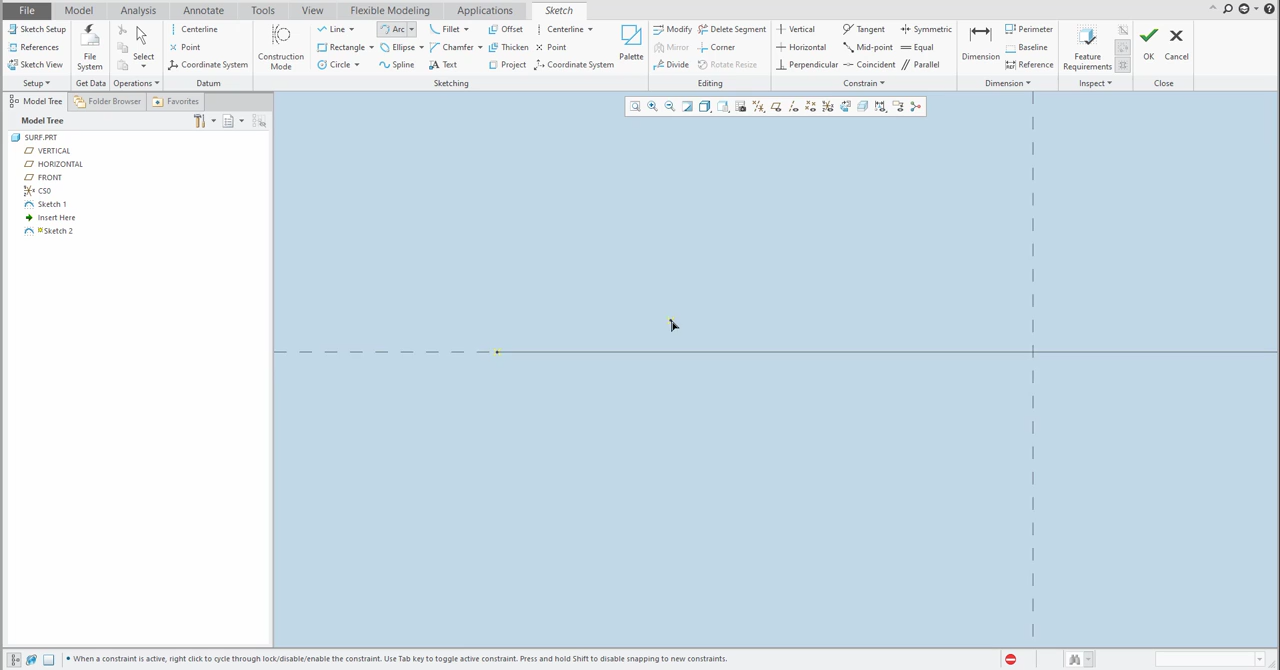 File Model Analysis Annotate Tools View Flexible Modeling Applications Sketch
Sketch Setup
References
Sketch View
Setup
File System
Get Data
Select
Operations
Centerline
Point
Coordinate System
Datum
Construction Mode
Line Arc Fillet Offset Centerline
Rectangle Ellipse Chamfer Thicken Point
Circle Spline Text Project Coordinate System
Palette
Sketching
Modify Delete Segment
Mirror Corner
Divide Rotate Resize
Editing
Vertical Tangent Symmetric
Horizontal Mid-point Equal
Perpendicular Coincident Parallel
Constrain
Dimension
Perimeter
Baseline
Reference
Dimension
Feature Requirements
Inspect
OK Cancel
Close
Model Tree Folder Browser Favorites
Model Tree
SURF.PRT
VERTICAL
HORIZONTAL
FRONT
CS0
Sketch 1
Insert Here
Sketch 2
• When a constraint is active, right click to cycle through lock/disable/enable the constraint. Use Tab key to toggle active constraint. Press and hold Shift to disable snapping to new constraints.